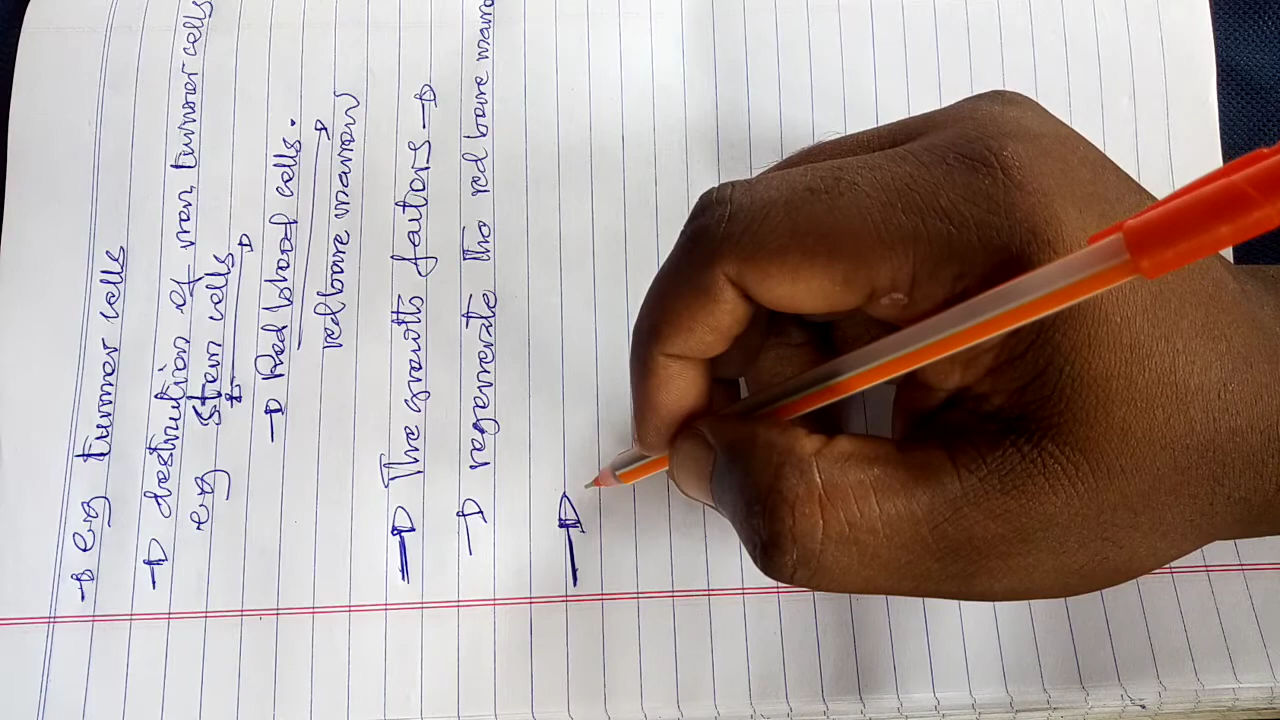 → e.g tumor cells
→ destruction of non tumor cells
e.g stem cells
→ Red blood cells.
red bone marrow
→ The growth factors →
→ regenerate the red bone marro
→